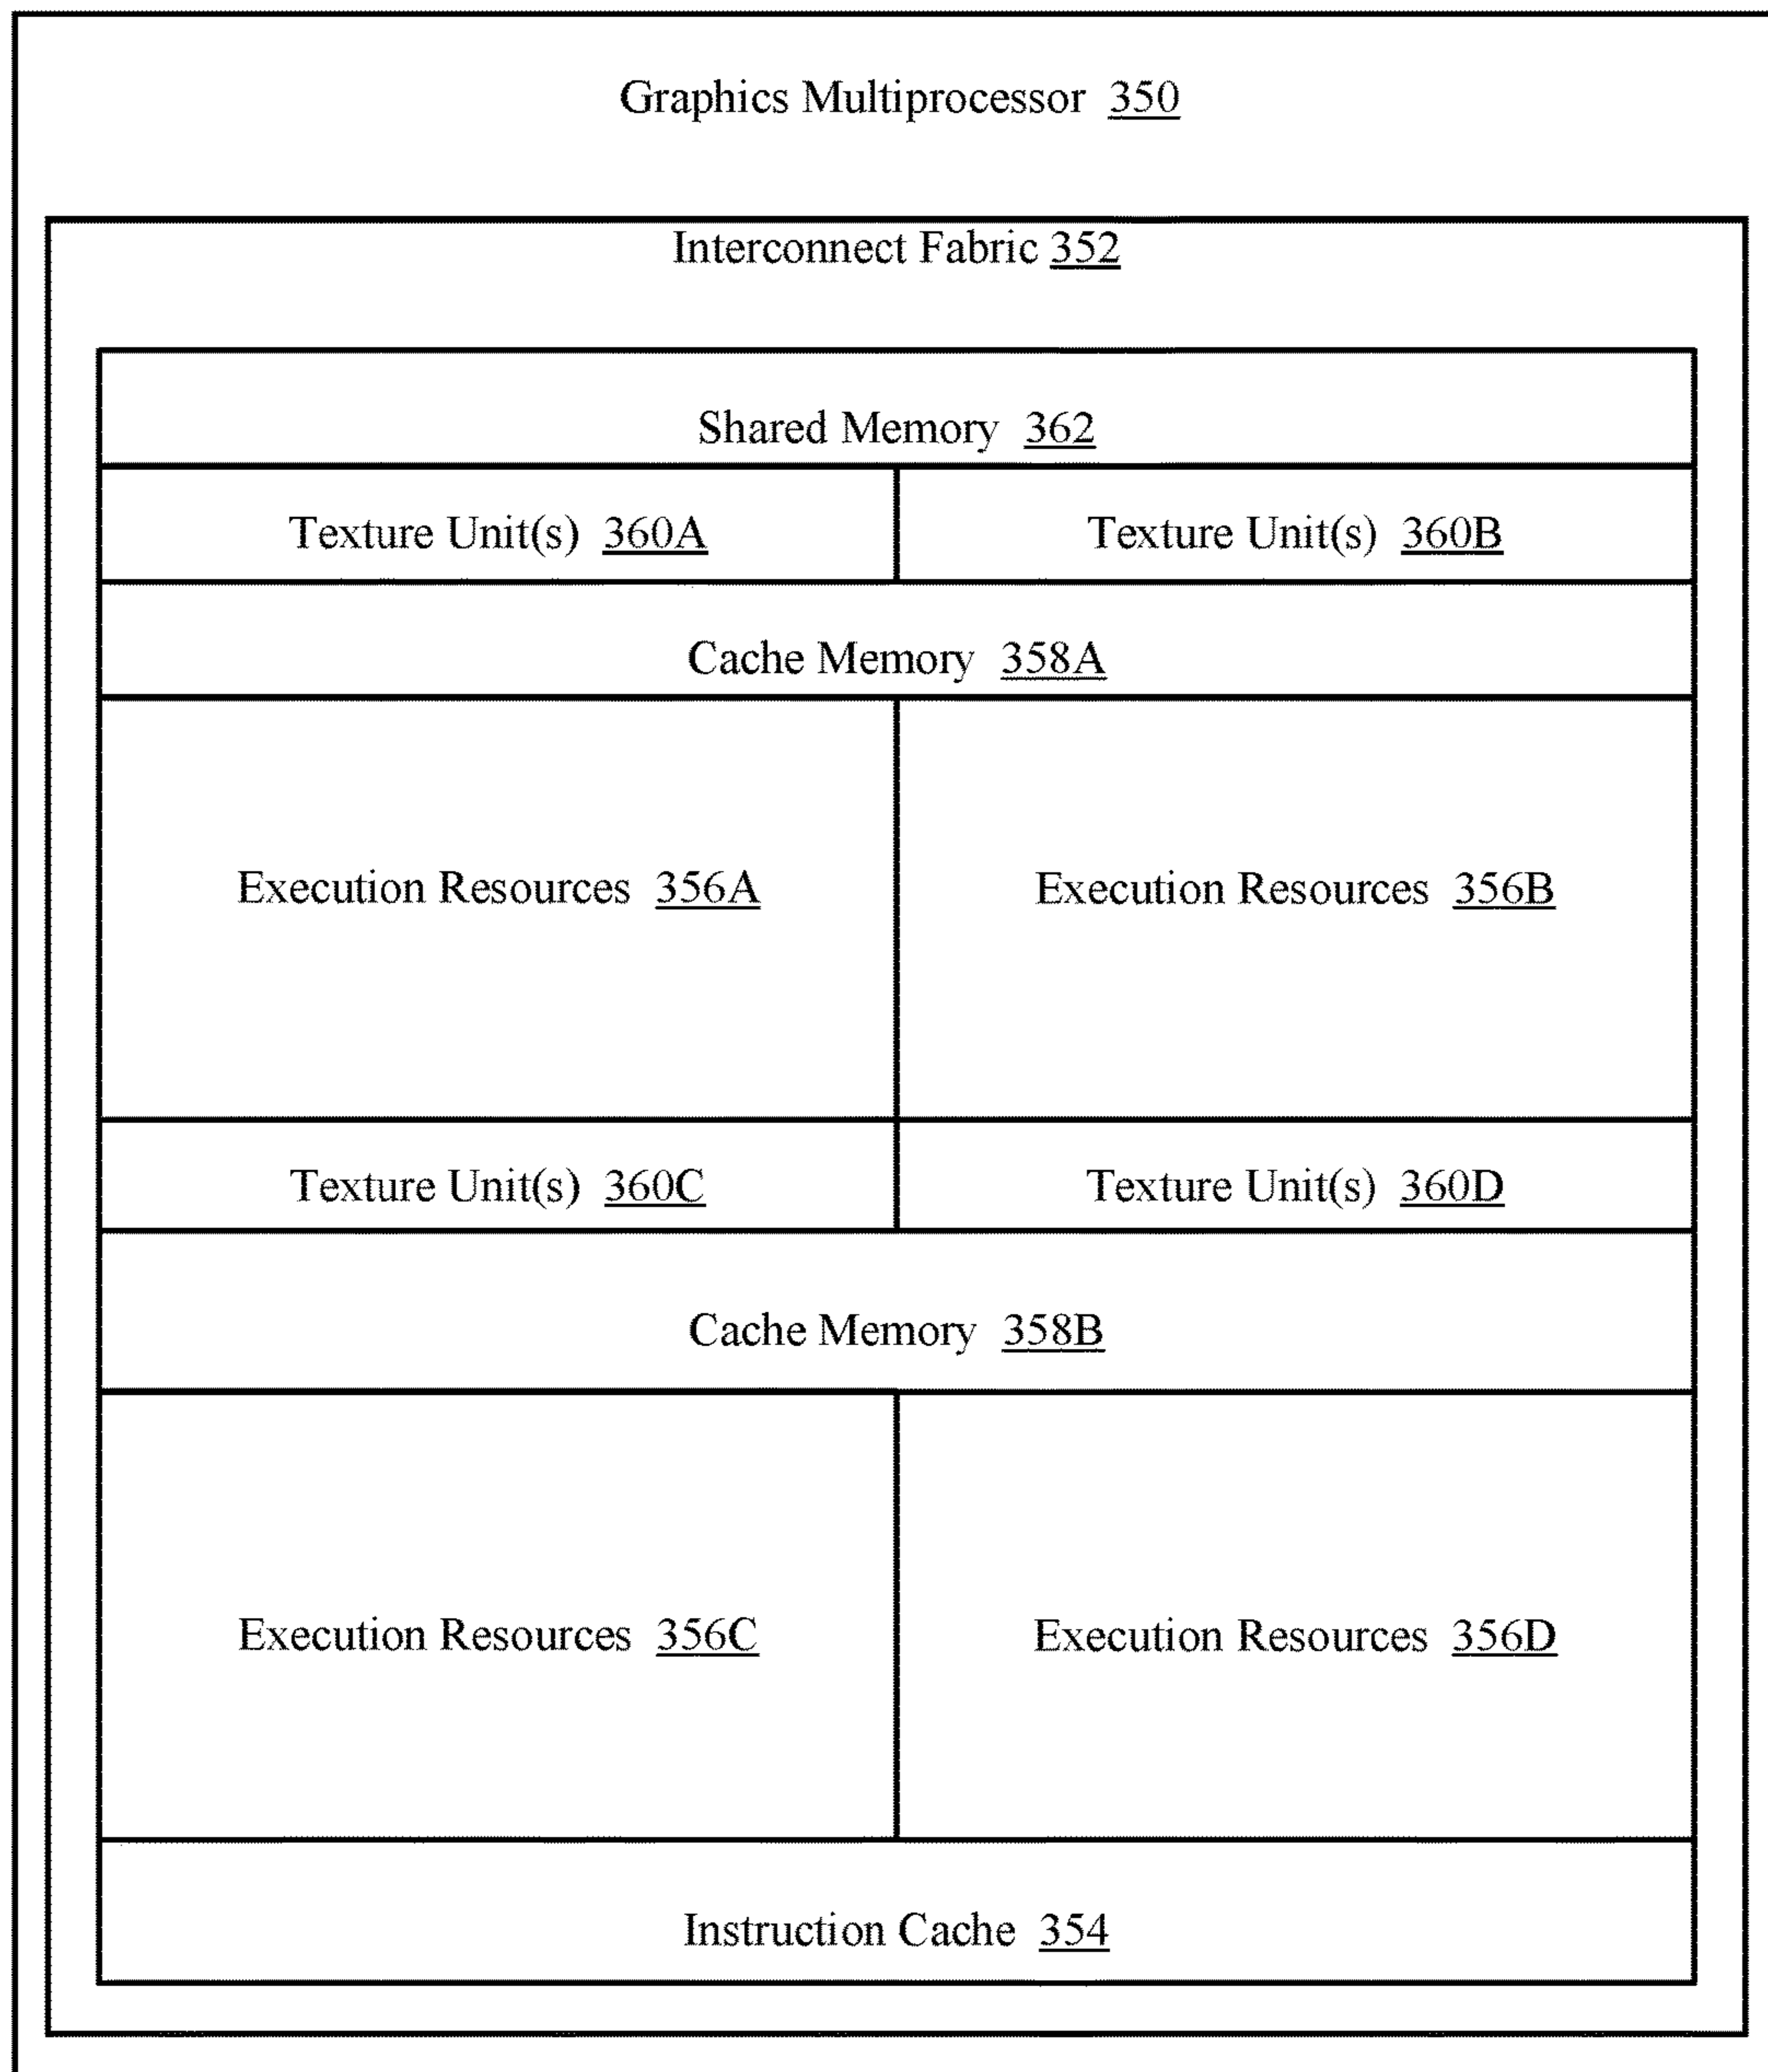 Graphics Multiprocessor 350
Interconnect Fabric 352
Shared Memory 362
Texture Unit(s) 360A
Texture Unit(s) 360B
Cache Memory 358A
Execution Resources 356A
Execution Resources 356B
Texture Unit(s) 360C
Texture Unit(s) 360D
Cache Memory 358B
Execution Resources 356C
Execution Resources 356D
Instruction Cache 354